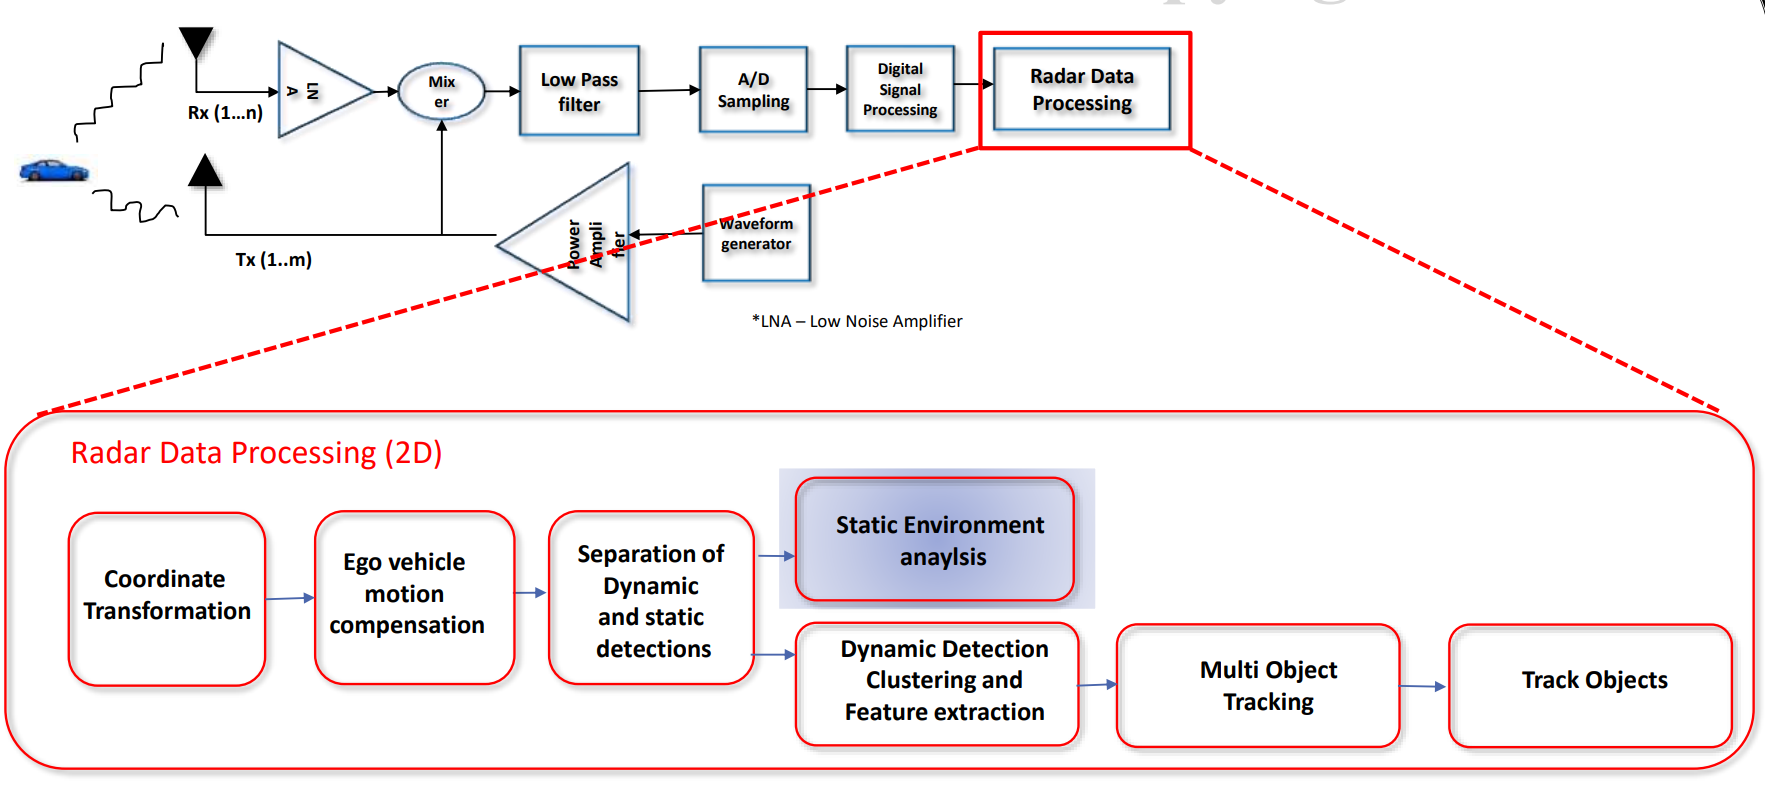 LN
A
Mix
er
Low Pass
filter
A/D
Sampling
Digital
Signal
Processing
Radar Data
Processing
Rx (1...n)
Power
Ampli
fier
Waveform
generator
Tx (1..m)
*LNA – Low Noise Amplifier
Radar Data Processing (2D)
Coordinate
Transformation
Ego vehicle
motion
compensation
Separation of
Dynamic
and static
detections
Static Environment
anaylsis
Dynamic Detection
Clustering and
Feature extraction
Multi Object
Tracking
Track Objects